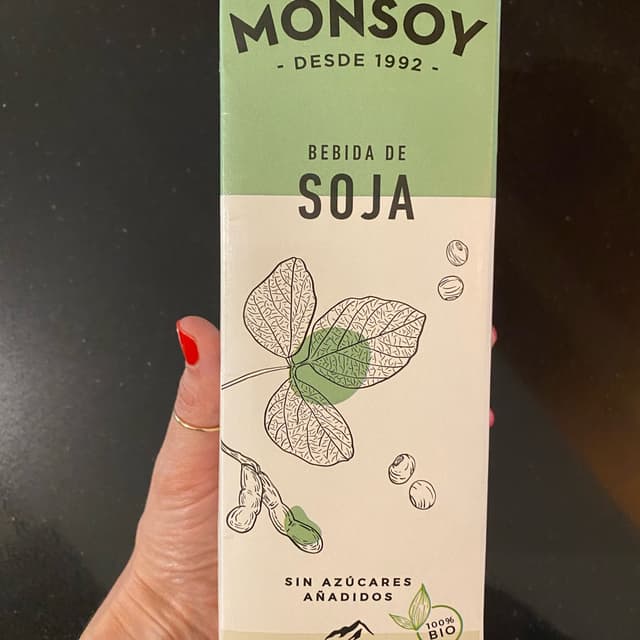 MONSOY
- DESDE 1992 -
BEBIDA DE
SOJA
SIN AZÚCARES
AÑADIDOS
100%
BIO